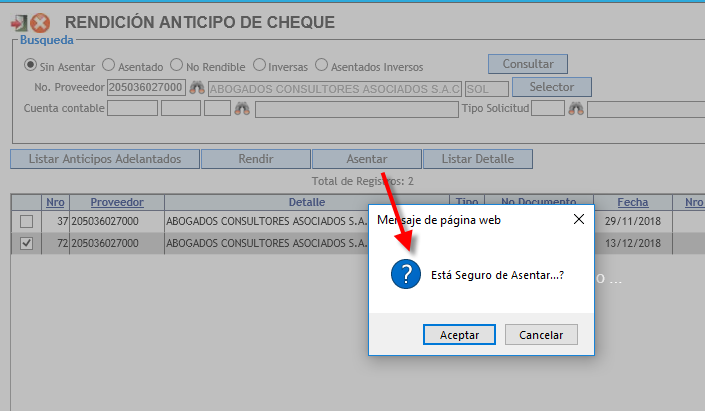 RENDICIÓN ANTICIPO DE CHEQUE
Busqueda
Sin Asentar Asentado No Rendible Inversas Asentados Inversos Consultar
No. Proveedor 205036027000 ABOGADOS CONSULTORES ASOCIADOS S.A.C SOL Selector
Cuenta contable Tipo Solicitud
Listar Anticipos Adelantados Rendir Asentar Listar Detalle
Total de Registros: 2
Nro Proveedor Detalle Tipo No Documento Fecha Nro
37 205036027000 ABOGADOS CONSULTORES ASOCIADOS S.A. 29/11/2018
72 205036027000 ABOGADOS CONSULTORES ASOCIADOS S.A. 13/12/2018
Mensaje de página web
Está Seguro de Asentar...?
Aceptar Cancelar